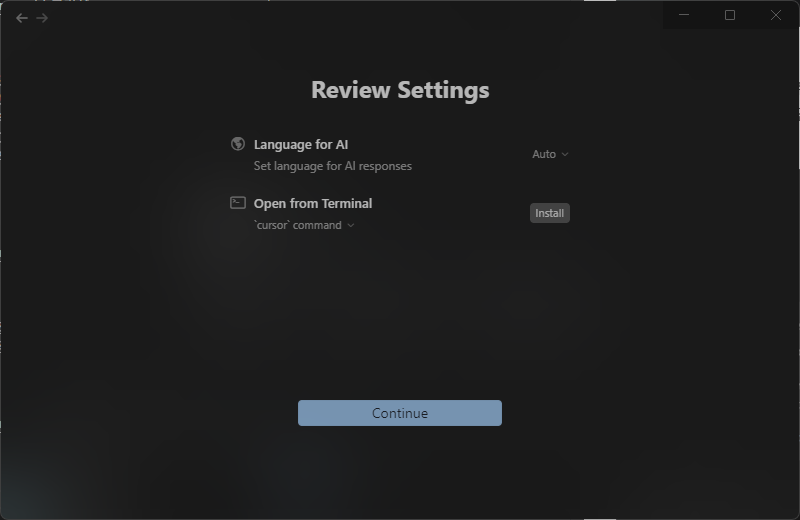 Review Settings
Language for AI
Set language for AI responses
Auto
Open from Terminal
`cursor` command
Install
Continue